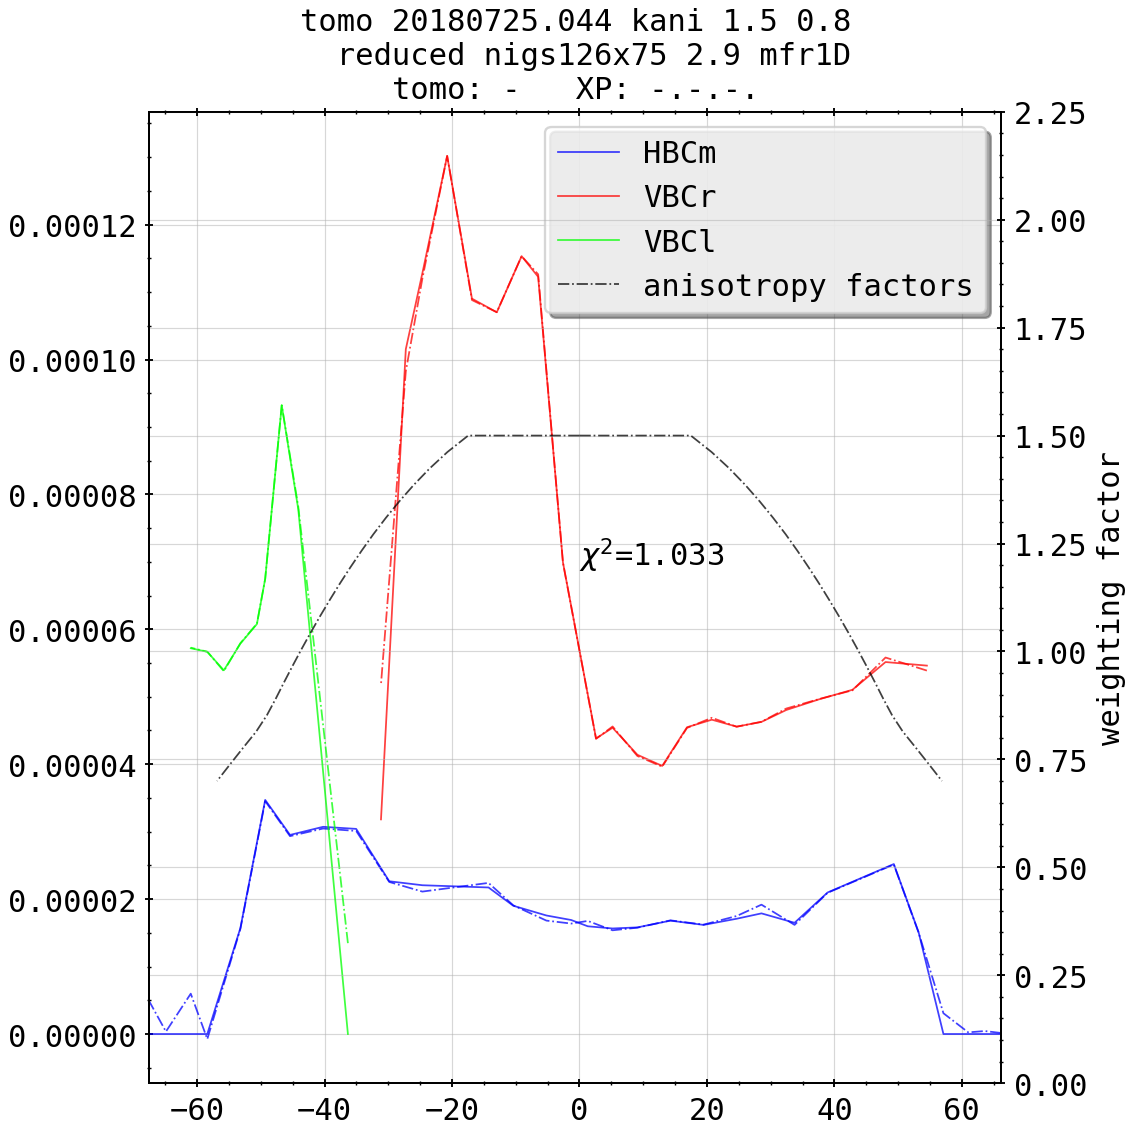 tomo 20180725.044 kani 1.5 0.8
reduced nigs126x75 2.9 mfr1D
tomo: -   XP: -.-.-.
HBCm
VBCr
VBCl
anisotropy factors
χ²=1.033
0.00012
0.00010
0.00008
0.00006
0.00004
0.00002
0.00000
2.25
2.00
1.75
1.50
1.25
1.00
0.75
0.50
0.25
0.00
weighting factor
−60 −40 −20 0 20 40 60